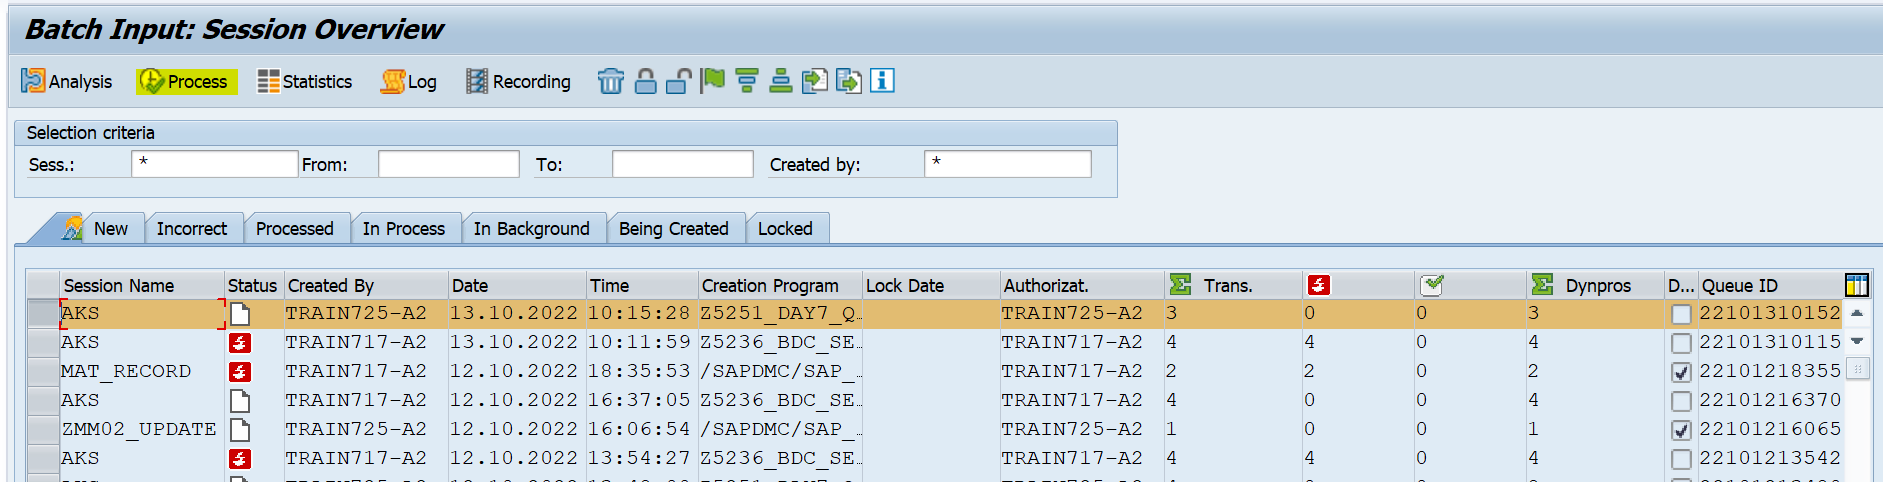 Batch Input: Session Overview
Analysis Process Statistics Log Recording
Selection criteria
Sess.: * From: To: Created by: *
New Incorrect Processed In Process In Background Being Created Locked
Session Name Status Created By Date Time Creation Program Lock Date Authorizat. Trans. Dynpros D... Queue ID
AKS TRAIN725-A2 13.10.2022 10:15:28 Z5251_DAY7_Q… TRAIN725-A2 3 0 0 3 22101310152
AKS TRAIN717-A2 13.10.2022 10:11:59 Z5236_BDC_SE… TRAIN717-A2 4 4 0 4 22101310115
MAT_RECORD TRAIN717-A2 12.10.2022 18:35:53 /SAPDMC/SAP_… TRAIN717-A2 2 2 0 2 22101218355
AKS TRAIN717-A2 12.10.2022 16:37:05 Z5236_BDC_SE… TRAIN717-A2 4 0 0 4 22101216370
ZMM02_UPDATE TRAIN725-A2 12.10.2022 16:06:54 /SAPDMC/SAP_… TRAIN725-A2 1 0 0 1 22101216065
AKS TRAIN717-A2 12.10.2022 13:54:27 Z5236_BDC_SE… TRAIN717-A2 4 4 0 4 22101213542